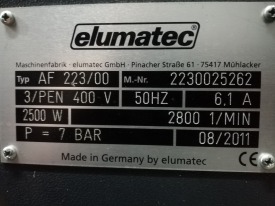 elumatec®
Maschinenfabrik · elumatec GmbH · Pinacher Straße 61 · 75417 Mühlacker
Typ AF 223/00 M.-Nr. 2230025262
3/PEN 400 V 50HZ 6,1 A
2500 W 2800 1/MIN
P = 7 BAR 08/2011
Made in Germany by elumatec